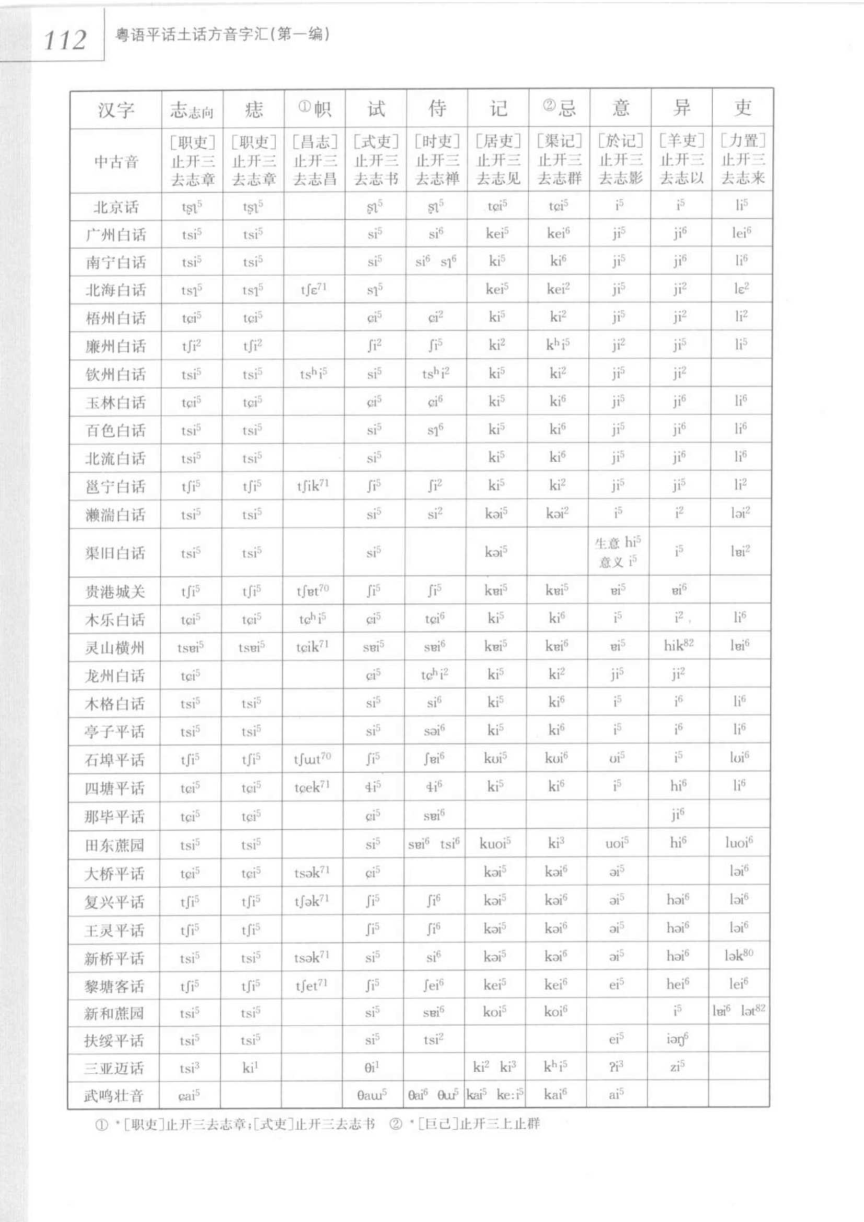 112 粤语平话土话方音字汇(第一编)
汉字 志志向 痣 ①帜 试 侍 记 ②忌 意 异 吏
中古音 [职吏]止开三去志章 [职吏]止开三去志章 [昌志]止开三去志昌 [式吏]止开三去志书 [时吏]止开三去志禅 [居吏]止开三去志见 [渠记]止开三去志群 [於记]止开三去志影 [羊吏]止开三去志以 [力置]止开三去志来
北京话 tʂʅ⁵ tʂʅ⁵ ʂʅ⁵ ʂʅ⁵ tɕi⁵ tɕi⁵ i⁵ i⁵ li⁵
广州白话 tsi⁵ tsi⁵ si⁵ si⁶ kei⁵ kei⁶ ji⁵ ji⁶ lei⁶
南宁白话 tsi⁵ tsi⁵ si⁵ si⁶ sɿ⁶ ki⁵ ki⁶ ji⁵ ji⁶ li⁶
北海白话 tsɿ⁵ tsɿ⁵ tʃɛ⁷¹ sɿ⁵ kei⁵ kei² ji⁵ ji² lɛ²
梧州白话 tɕi⁵ tɕi⁵ ɕi⁵ ɕi² ki⁵ ki² ji⁵ ji² li²
廉州白话 tʃi² tʃi² ʃi² ʃi⁵ ki² kʰi⁵ ji² ji⁵ li⁵
钦州白话 tsi⁵ tsi⁵ tsʰi⁵ si⁵ tsʰi² ki⁵ ki² ji⁵ ji²
玉林白话 tɕi⁵ tɕi⁵ ɕi⁵ ɕi⁶ ki⁵ ki⁶ ji⁵ ji⁶ li⁶
百色白话 tsi⁵ tsi⁵ si⁵ sɿ⁶ ki⁵ ki⁶ ji⁵ ji⁶ li⁶
北流白话 tsi⁵ tsi⁵ si⁵ ki⁵ ki⁶ ji⁵ ji⁶ li⁶
邕宁白话 tʃi⁵ tʃi⁵ tʃik⁷¹ ʃi⁵ ʃi² ki⁵ ki² ji⁵ ji⁵ li²
濑湍白话 tsi⁵ tsi⁵ si⁵ si² kəi⁵ kəi² i⁵ i² ləi²
渠旧白话 tsi⁵ tsi⁵ si⁵ kəi⁵ 生意 hi⁵ 意义 i⁵ i⁵ lɐi²
贵港城关 tʃi⁵ tʃi⁵ tʃɐt⁷⁰ ʃi⁵ ʃi⁵ kɐi⁵ kɐi⁵ ɐi⁵ ɐi⁶
木乐白话 tɕi⁵ tɕi⁵ tɕʰi⁵ ɕi⁵ tɕi⁶ ki⁵ ki⁶ i⁵ i² li⁶
灵山横州 tsɐi⁵ tsɐi⁵ tɕik⁷¹ sɐi⁵ sɐi⁶ kɐi⁵ kɐi⁶ ɐi⁵ hik⁸² lɐi⁶
龙州白话 tɕi⁵ ɕi⁵ tɕʰi² ki⁵ ki² ji⁵ ji²
木格白话 tsi⁵ tsi⁵ si⁵ si⁶ ki⁵ ki⁶ i⁵ i⁶ li⁶
亭子平话 tsi⁵ tsi⁵ si⁵ səi⁶ ki⁵ ki⁶ i⁵ i⁶ li⁶
石埠平话 tʃi⁵ tʃi⁵ tʃɯt⁷⁰ ʃi⁵ ʃɐi⁶ kʊi⁵ kʊi⁶ ʊi⁵ i⁵ lʊi⁶
四塘平话 tɕi⁵ tɕi⁵ tɕek⁷¹ ɬi⁵ ɬi⁶ ki⁵ ki⁶ i⁵ hi⁶ li⁶
那毕平话 tɕi⁵ tɕi⁵ ɕi⁵ sɐi⁶ ji⁶
田东蔗园 tsi⁵ tsi⁵ si⁵ sɐi⁶ tsi⁶ kuoi⁵ ki³ uoi⁵ hi⁶ luoi⁶
大桥平话 tɕi⁵ tɕi⁵ tsək⁷¹ ɕi⁵ kəi⁵ kəi⁶ əi⁵ ləi⁶
复兴平话 tʃi⁵ tʃi⁵ tʃək⁷¹ ʃi⁵ ʃi⁶ kəi⁵ kəi⁶ əi⁵ həi⁶ ləi⁶
王灵平话 tʃi⁵ tʃi⁵ ʃi⁵ ʃi⁶ kəi⁵ kəi⁶ əi⁵ həi⁶ ləi⁶
新桥平话 tsi⁵ tsi⁵ tsək⁷¹ si⁵ si⁶ kəi⁵ kəi⁶ əi⁵ həi⁶ lək⁸⁰
黎塘客话 tʃi⁵ tʃi⁵ tʃet⁷¹ ʃi⁵ ʃei⁶ kei⁵ kei⁶ ei⁵ hei⁶ lei⁶
新和蔗园 tsi⁵ tsi⁵ si⁵ sɐi⁶ koi⁵ koi⁶ i⁵ lɐi⁶ lət⁸²
扶绥平话 tsi⁵ tsi⁵ si⁵ tsi² ei⁵ iəŋ⁶
三亚迈话 tsi³ ki¹ θi¹ ki² ki³ kʰi⁵ ʔi³ zi⁵
武鸣壮音 ɕai⁵ θaɯ⁵ θai⁶ θɯ⁵ kai⁵ ke:i⁵ kai⁶ ai⁵
① *[职吏]止开三去志章;[式吏]止开三去志书 ② *[巨己]止开三上止群